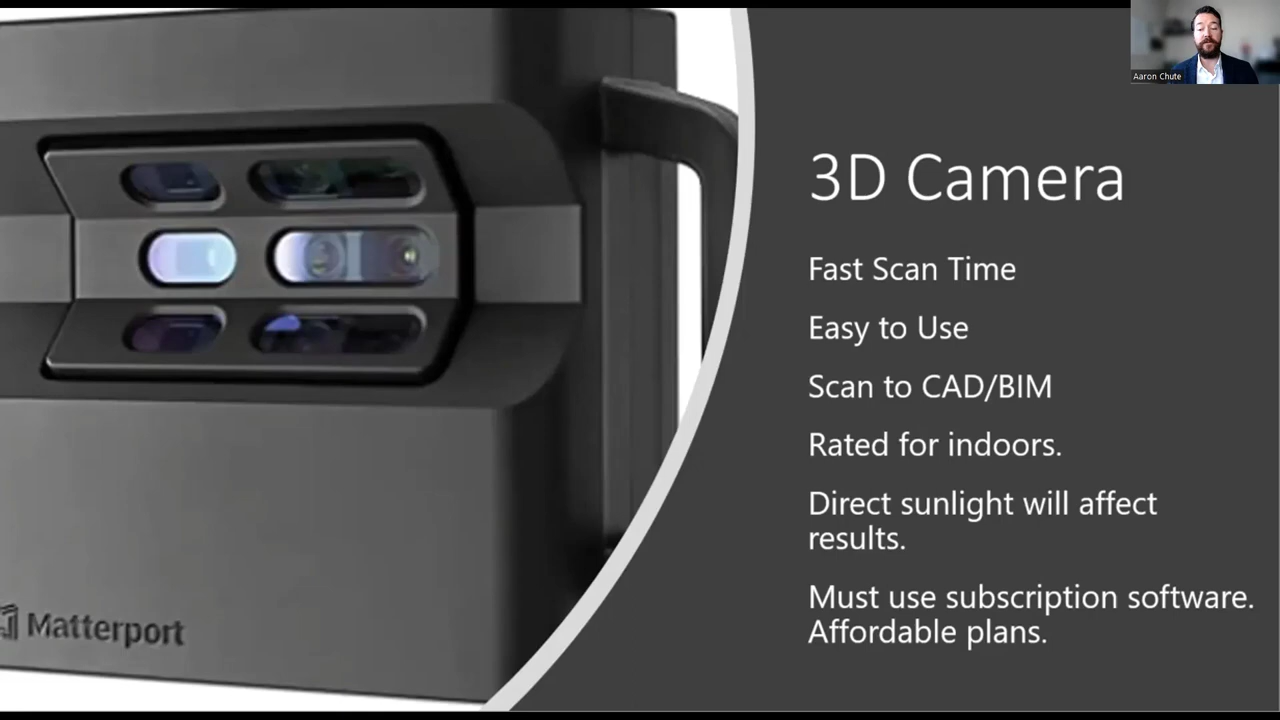 Aaron Chute
3D Camera
Fast Scan Time
Easy to Use
Scan to CAD/BIM
Rated for indoors.
Direct sunlight will affect
results.
Must use subscription software.
Affordable plans.
Matterport